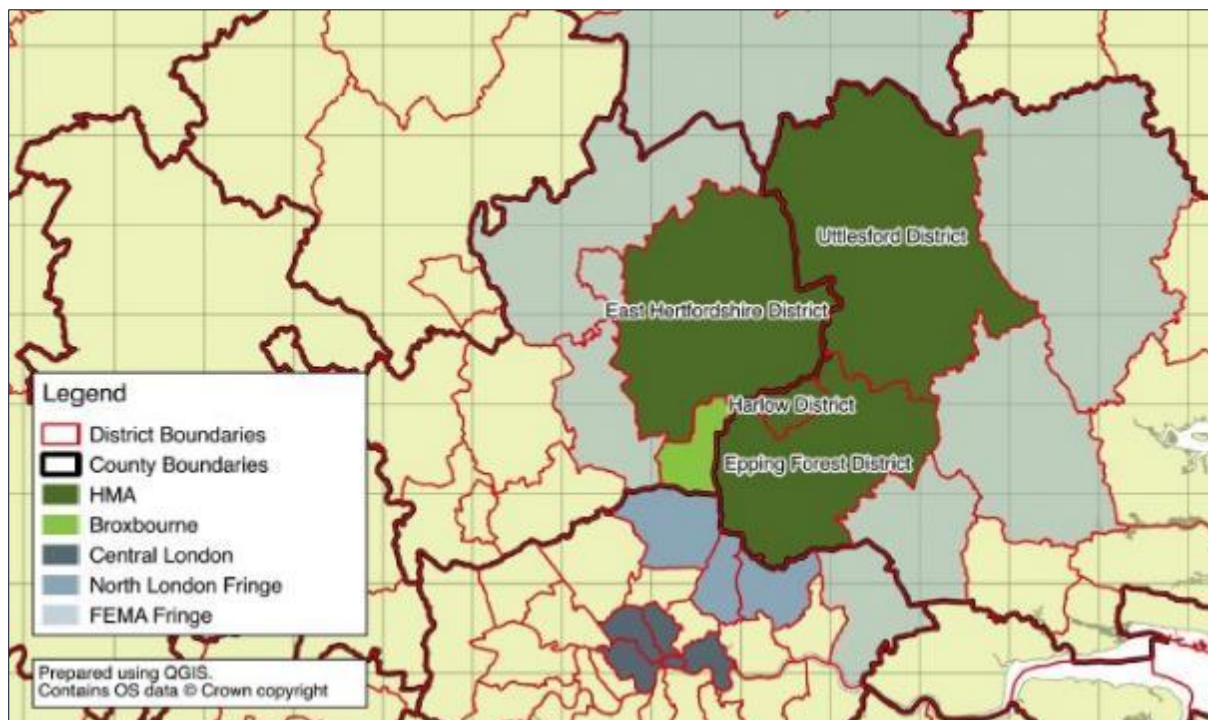 Uttlesford District
East Hertfordshire District
Harlow District
Epping Forest District
Legend
District Boundaries
County Boundaries
HMA
Broxbourne
Central London
North London Fringe
FEMA Fringe
Prepared using QGIS.
Contains OS data © Crown copyright